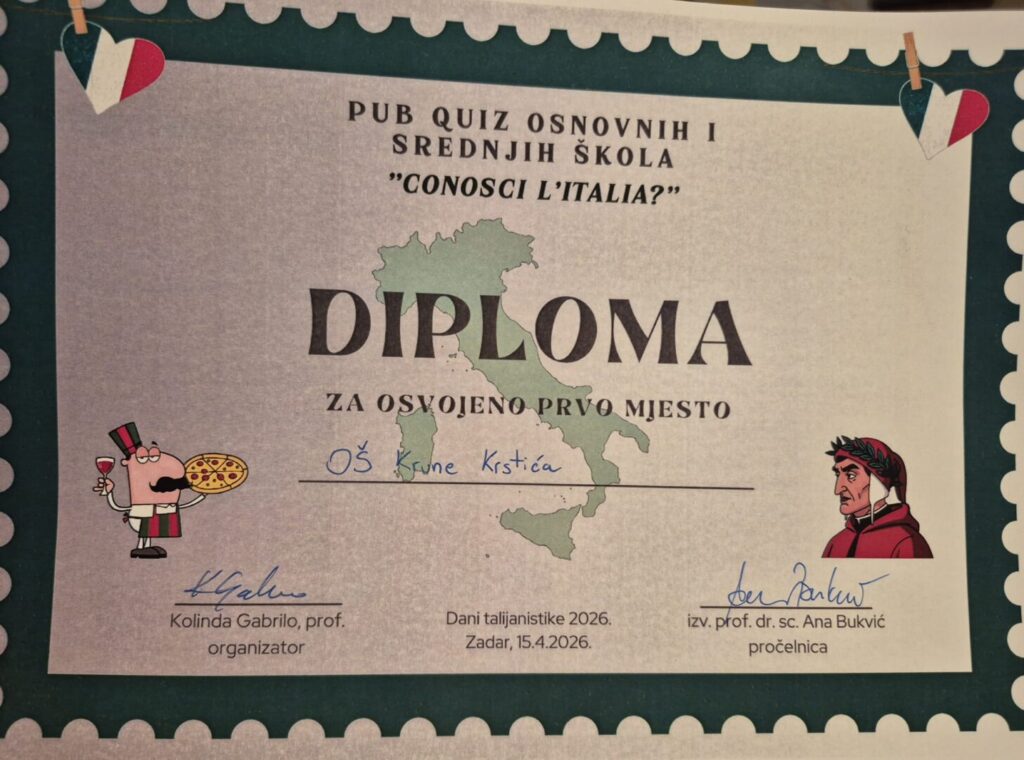 PUB QUIZ OSNOVNIH I
SREDNJIH ŠKOLA
"CONOSCI L'ITALIA?"
DIPLOMA
ZA OSVOJENO PRVO MJESTO
OŠ Krune Krstića
Kolinda Gabrilo, prof.
organizator
Dani talijanistike 2026.
Zadar, 15.4.2026.
izv. prof. dr. sc. Ana Bukvić
pročelnica